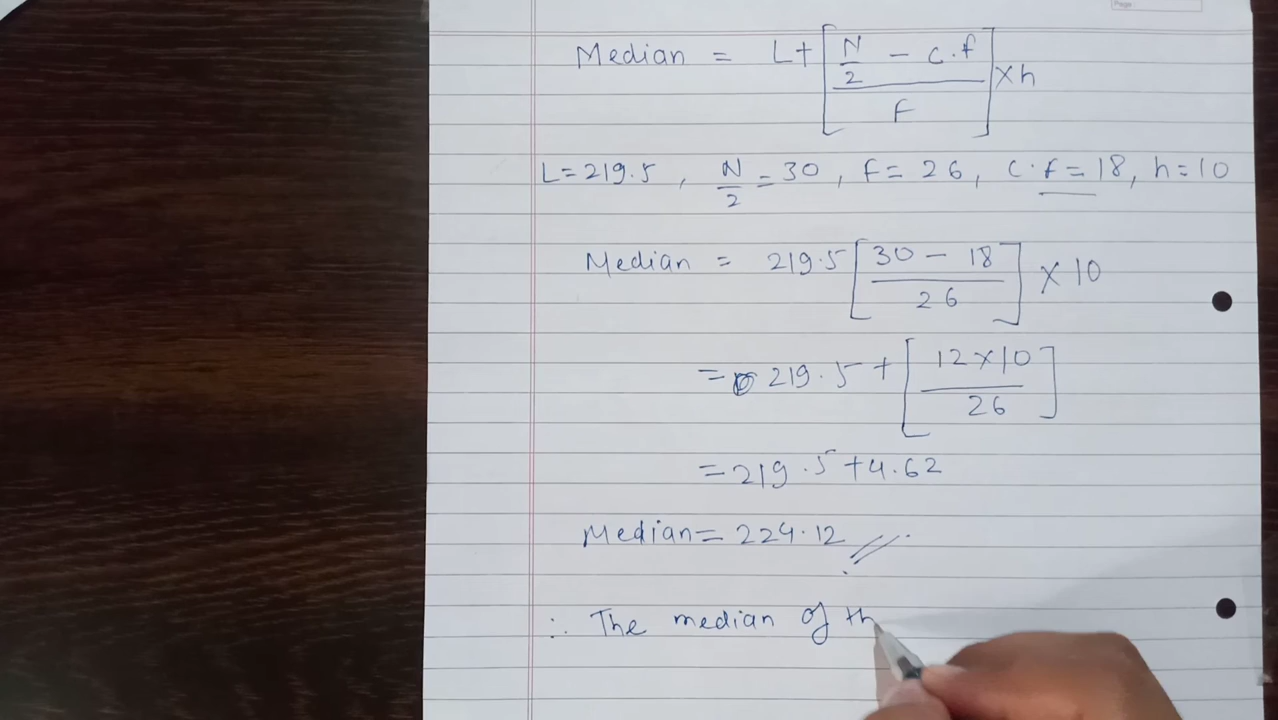 Page
Median = L+ [N/2 - c.f / F] x h
L=219.5, N/2 = 30, F= 26, C.f= 18, h=10
Median = 219.5 [30 - 18 / 26] x 10
= 219.5 + [12 x 10 / 26]
= 219.5 + 4.62
Median= 224.12 //
∴ The median of th